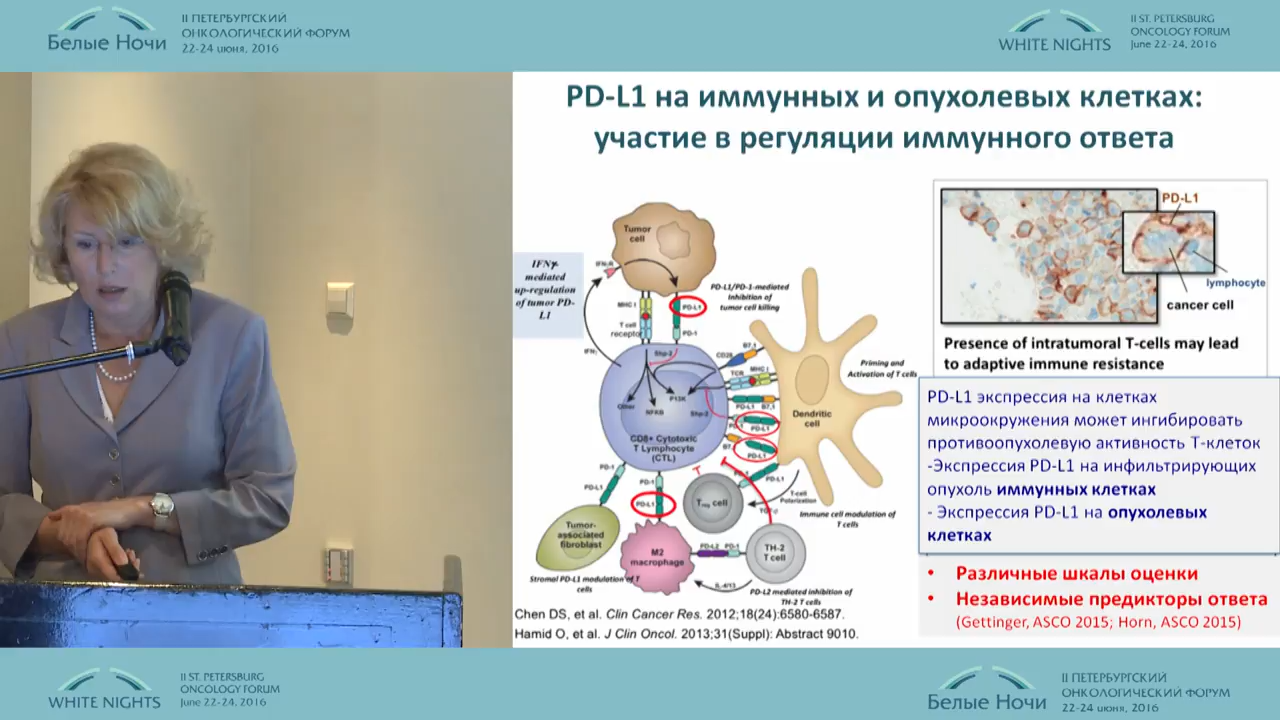 Белые Ночи
II ПЕТЕРБУРГСКИЙ
ОНКОЛОГИЧЕСКИЙ ФОРУМ
22-24 июня, 2016
WHITE NIGHTS
II ST. PETERSBURG
ONCOLOGY FORUM
June 22-24, 2016
PD-L1 на иммунных и опухолевых клетках:
участие в регуляции иммунного ответа
IFNγ-
mediated
up-regulation
of tumor PD-
L1
Tumor
cell
IFNγR
PD-L1/PD-1-mediated
inhibition of
tumor cell killing
MHC I
PD-L1
T cell
receptor
PD-1
IFNγ
Shp-2
CD28
B7.1
TCR
MHC I
Priming and
Activation of T cells
Other
NFκB
PI3K
Shp-2
PD-L1
B7.1
PD-L1
Dendritic
cell
CD8+ Cytotoxic
T Lymphocyte
(CTL)
PD-L1
PD-1
PD-L1
PD-1
PD-L1
PD-L1
Treg cell
T-cell
Polarization
Immune cell modulation of
T cells
Tumor-
associated
fibroblast
M2
macrophage
PD-L2
PD-1
TH-2
T cell
Stromal PD-L1 modulation of T
cells
IL-4/13
PD-L2 mediated inhibition of
TH-2 T cells
Chen DS, et al. Clin Cancer Res. 2012;18(24):6580-6587.
Hamid O, et al. J Clin Oncol. 2013;31(Suppl): Abstract 9010.
PD-L1
lymphocyte
cancer cell
Presence of intratumoral T-cells may lead
to adaptive immune resistance
PD-L1 экспрессия на клетках
микроокружения может ингибировать
противоопухолевую активность Т-клеток
-Экспрессия PD-L1 на инфильтрирующих
опухоль иммунных клетках
- Экспрессия PD-L1 на опухолевых
клетках
• Различные шкалы оценки
• Независимые предикторы ответа
(Gettinger, ASCO 2015; Horn, ASCO 2015)
WHITE NIGHTS
II ST. PETERSBURG
ONCOLOGY FORUM
June 22-24, 2016
Белые Ночи
II ПЕТЕРБУРГСКИЙ
ОНКОЛОГИЧЕСКИЙ ФОРУМ
22-24 июня, 2016